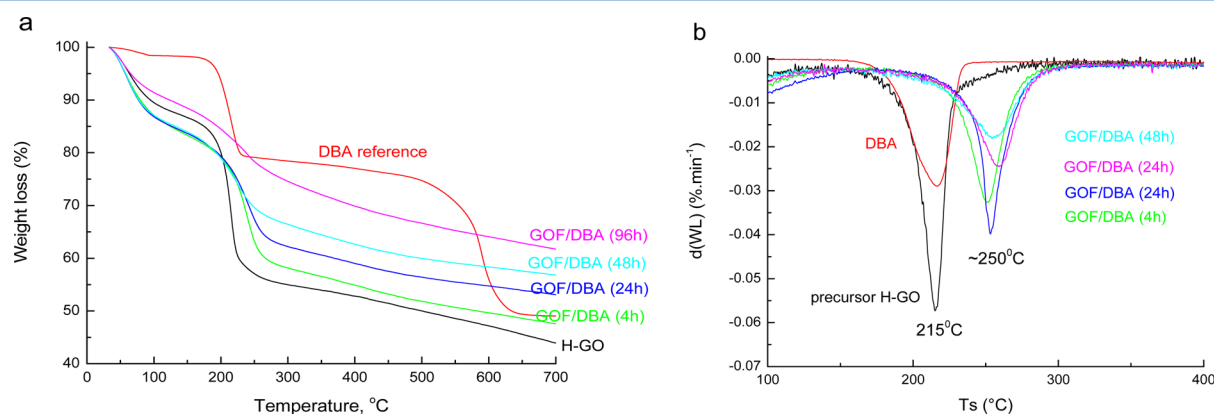 a
Weight loss (%)
100
90
80
70
60
50
40
0
100
200
300
400
500
600
700
Temperature, °C
DBA reference
GOF/DBA (96h)
GOF/DBA (48h)
GOF/DBA (24h)
GOF/DBA (4h)
H-GO
b
d(WL) (%.min⁻¹)
0.00
-0.01
-0.02
-0.03
-0.04
-0.05
-0.06
-0.07
100
200
300
400
Ts (°C)
DBA
GOF/DBA (48h)
GOF/DBA (24h)
GOF/DBA (24h)
GOF/DBA (4h)
~250⁰C
precursor H-GO
215⁰C